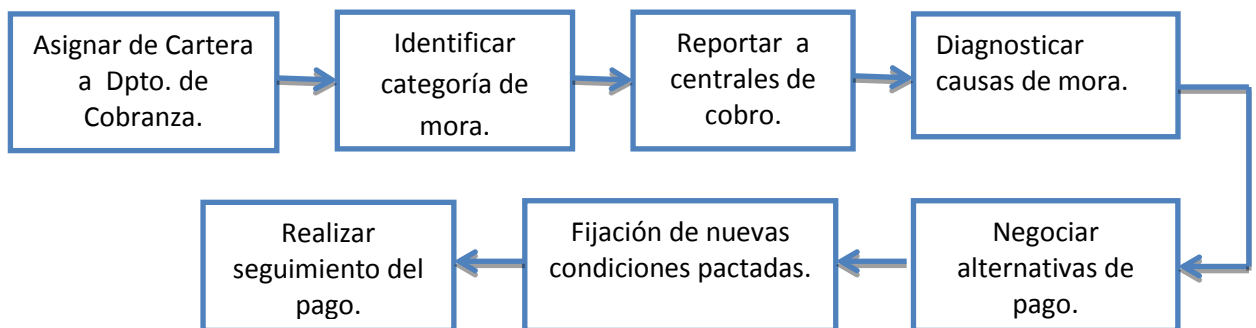 Asignar de Cartera
a Dpto. de
Cobranza.
Identificar
categoría de
mora.
Reportar a
centrales de
cobro.
Diagnosticar
causas de mora.
Negociar
alternativas de
pago.
Fijación de nuevas
condiciones pactadas.
Realizar
seguimiento del
pago.